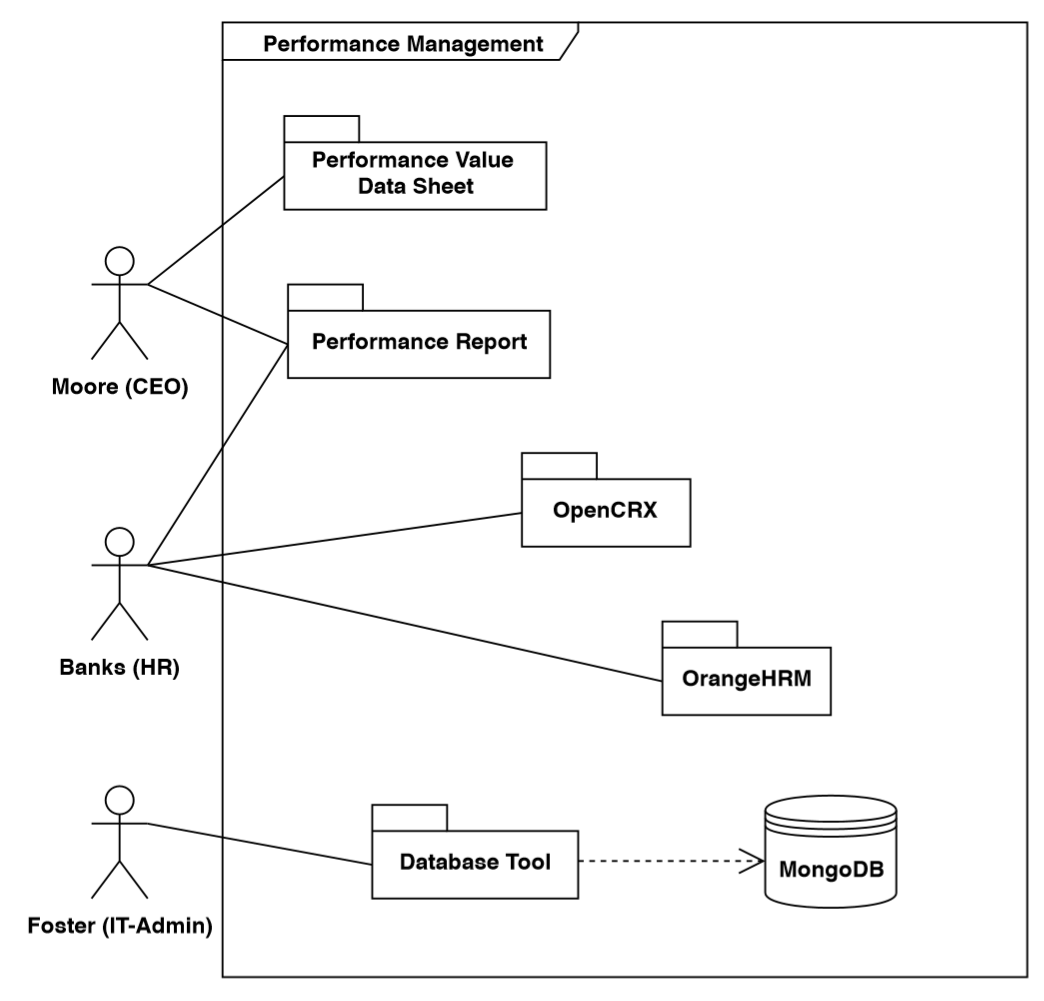 Performance Management
Performance Value
Data Sheet
Performance Report
Moore (CEO)
OpenCRX
Banks (HR)
OrangeHRM
Database Tool
MongoDB
Foster (IT-Admin)